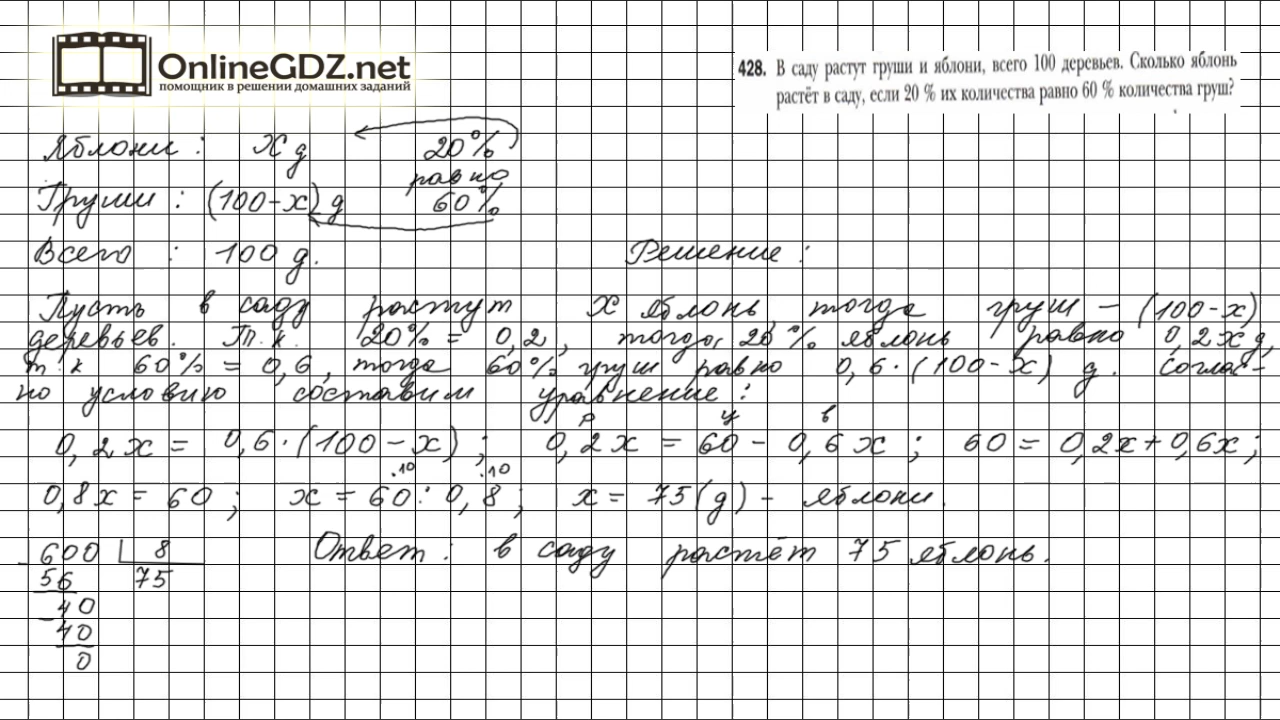 OnlineGDZ.net
помощник в решении домашних заданий
428. В саду растут груши и яблони, всего 100 деревьев. Сколько яблонь
растёт в саду, если 20 % их количества равно 60 % количества груш?
Яблони : x д 20%
равно
Груши : (100-x) д 60%
Всего : 100 д.
Решение :
Пусть в саду растут x яблонь, тогда груш – (100-x)
деревьев. Т.к. 20% = 0,2, тогда 20% яблонь равно 0,2x д,
т.к 60% = 0,6, тогда 60% груш равно 0,6·(100-x) д. Соглас-
но условию составим уравнение:
р ц в
0,2x = 0,6·(100-x); 0,2x = 60 - 0,6x; 60 = 0,2x+0,6x;
.10 .10
0,8x = 60; x = 60 : 0,8; x = 75(д) - яблони.
600 8
56 75
40
40
0
Ответ: в саду растёт 75 яблонь.